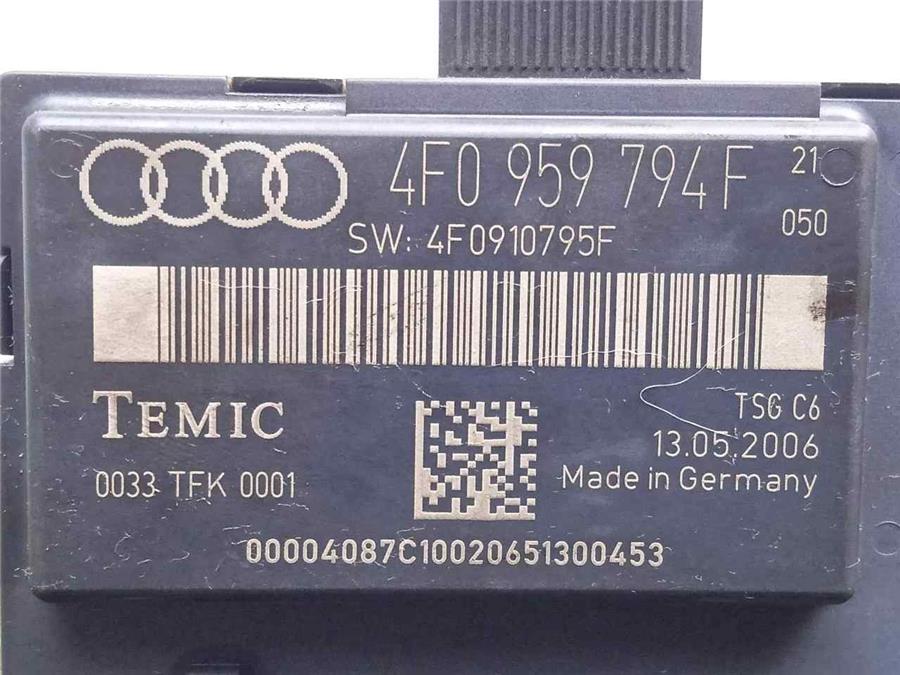 4F0 959 794 F 21
050
SW: 4F0910795F
TEMIC
TSG C6
13.05.2006
0033 TFK 0001
Made in Germany
00004087C10020651300453